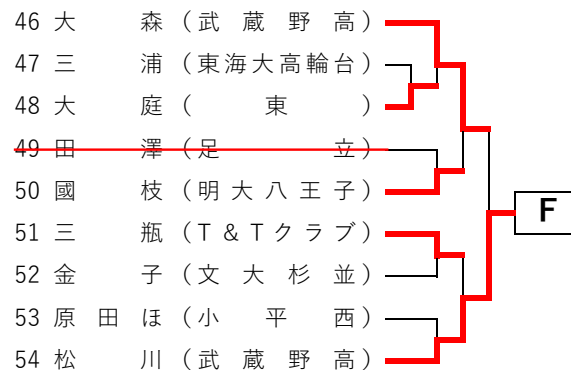 46 大 森 (武 蔵 野 高)
47 三 浦 (東海大高輪台)
48 大 庭 ( 東 )
49 田 澤 (足 立)
50 國 枝 (明 大 八 王 子)
F
51 三 瓶 (T & T ク ラ ブ)
52 金 子 (文 大 杉 並)
53 原 田 ほ (小 平 西)
54 松 川 (武 蔵 野 高)